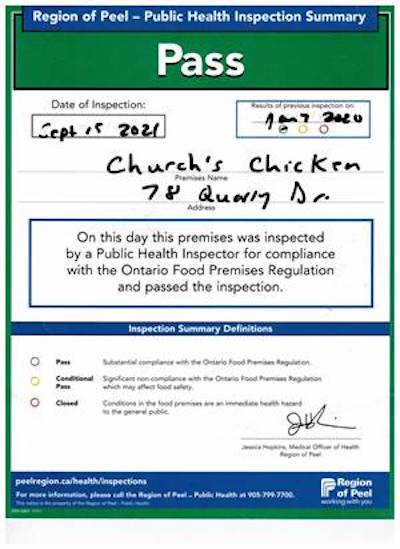 Region of Peel – Public Health Inspection Summary
Pass
Date of Inspection:
Sept 15 2021
Results of previous inspection on:
Jan 7 2020
Church's Chicken
Premises Name
78 Quarry Dr.
Address
On this day this premises was inspected
by a Public Health Inspector for compliance
with the Ontario Food Premises Regulation
and passed the inspection.
Inspection Summary Definitions
Pass Substantial compliance with the Ontario Food Premises Regulation.
Conditional Pass Significant non-compliance with the Ontario Food Premises Regulation
which may affect food safety.
Closed Conditions in the food premises are an immediate health hazard
to the general public.
Jessica Hopkins, Medical Officer of Health
Region of Peel
peelregion.ca/health/inspections
For more information, please call the Region of Peel – Public Health at 905-799-7700.
This notice is the property of the Region of Peel - Public Health
Region
of Peel
working with you